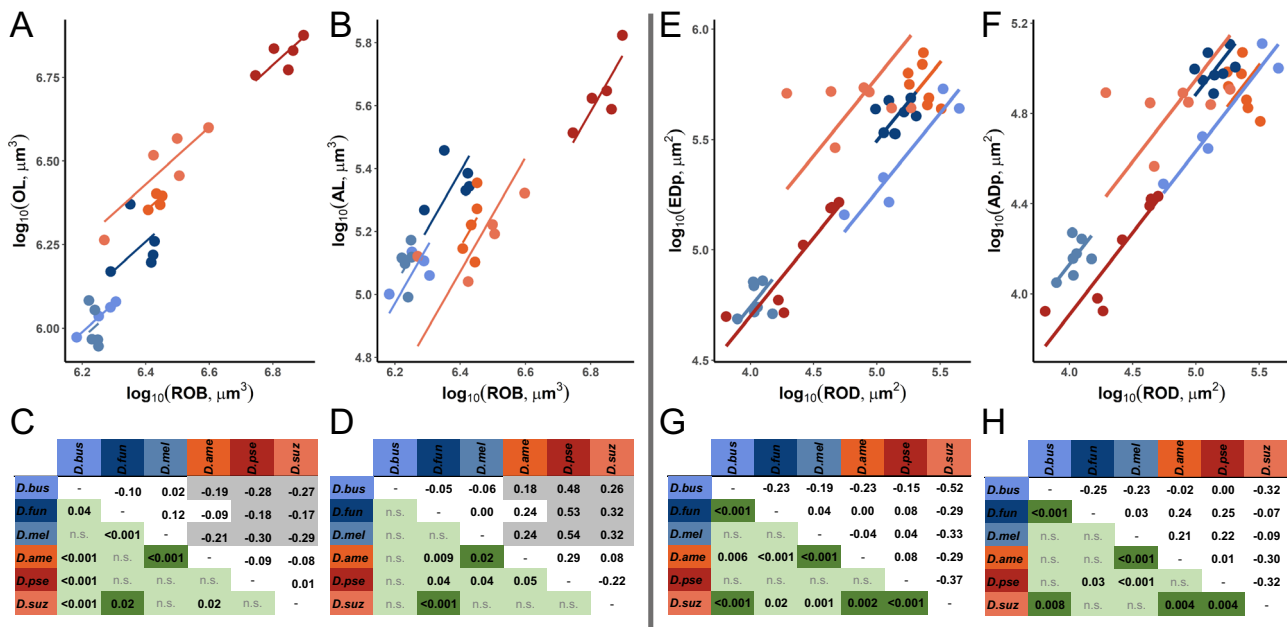 A
B
E
F
log10(OL, μm³)
6.75
6.50
6.25
6.00
6.2
6.4
6.6
6.8
log10(ROB, μm³)
log10(AL, μm³)
5.8
5.6
5.4
5.2
5.0
4.8
6.2
6.4
6.6
6.8
log10(ROB, μm³)
log10(EDp, μm²)
6.0
5.5
5.0
4.5
4.0
4.5
5.0
5.5
log10(ROD, μm²)
log10(ADp, μm²)
5.2
4.8
4.4
4.0
4.0
4.5
5.0
5.5
log10(ROD, μm²)
C
D.bus D.fun D.mel D.ame D.pse D.suz
D.bus - -0.10 0.02 -0.19 -0.28 -0.27
D.fun 0.04 - 0.12 -0.09 -0.18 -0.17
D.mel n.s. <0.001 - -0.21 -0.30 -0.29
D.ame <0.001 n.s. <0.001 - -0.09 -0.08
D.pse <0.001 n.s. n.s. n.s. - 0.01
D.suz <0.001 0.02 n.s. 0.02 n.s. -
D
D.bus D.fun D.mel D.ame D.pse D.suz
D.bus - -0.05 -0.06 0.18 0.48 0.26
D.fun n.s. - 0.00 0.24 0.53 0.32
D.mel n.s. n.s. - 0.24 0.54 0.32
D.ame n.s. 0.009 0.02 - 0.29 0.08
D.pse n.s. 0.04 0.04 0.05 - -0.22
D.suz n.s. <0.001 n.s. n.s. n.s. -
G
D.bus D.fun D.mel D.ame D.pse D.suz
D.bus - -0.23 -0.19 -0.23 -0.15 -0.52
D.fun <0.001 - 0.04 0.00 0.08 -0.29
D.mel n.s. n.s. - -0.04 0.04 -0.33
D.ame 0.006 <0.001 <0.001 - 0.08 -0.29
D.pse n.s. n.s. n.s. n.s. - -0.37
D.suz <0.001 0.02 0.001 0.002 <0.001 -
H
D.bus D.fun D.mel D.ame D.pse D.suz
D.bus - -0.25 -0.23 -0.02 0.00 -0.32
D.fun <0.001 - 0.03 0.24 0.25 -0.07
D.mel n.s. n.s. - 0.21 0.22 -0.09
D.ame n.s. n.s. <0.001 - 0.01 -0.30
D.pse n.s. 0.03 <0.001 n.s. - -0.32
D.suz 0.008 n.s. n.s. 0.004 0.004 -